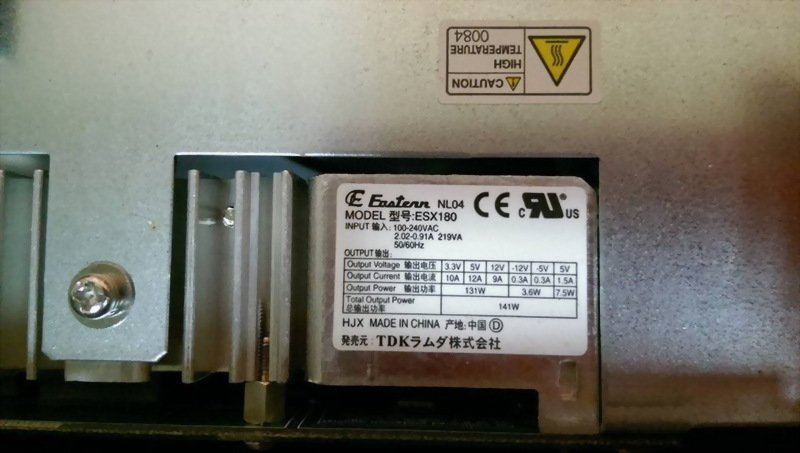 CAUTION
HIGH
TEMPERATURE
0084
Eastern NL04 CE c RU US
MODEL 型号:ESX180
INPUT 输入: 100-240VAC
2.02-0.91A 219VA
50/60Hz
OUTPUT 输出:
Output Voltage 输出电压 3.3V 5V 12V -12V -5V 5V
Output Current 输出电流 10A 12A 9A 0.3A 0.3A 1.5A
Output Power 输出功率 131W 3.6W 7.5W
Total Output Power
总输出功率 141W
HJX MADE IN CHINA 产地: 中国 Ⓓ
発売元 : TDKラムダ株式会社